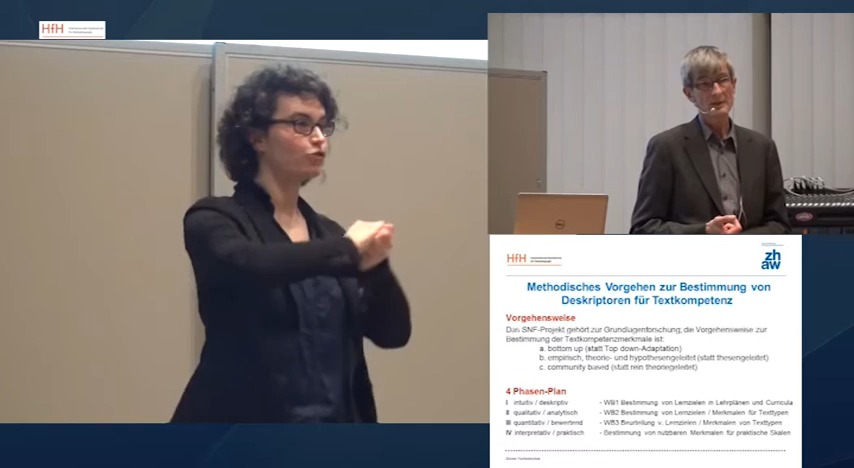 HfH
HfH
zh
aw
Methodisches Vorgehen zur Bestimmung von
Deskriptoren für Textkompetenz
Vorgehensweise
Das SNF-Projekt gehört zur Grundlagenforschung; die Vorgehensweise zur
Bestimmung der Textkompetenzmerkmale ist:
a. bottom up (statt Top down-Adaptation)
b. empirisch, theorie- und hypothesengeleitet (statt thesengeleitet)
c. community based (statt rein theoriegeleitet)
4 Phasen-Plan
I intuitiv / deskriptiv - WB1 Bestimmung von Lernzielen in Lehrplänen und Curricula
II qualitativ / analytisch - WB2 Bestimmung von Lernzielen / Merkmalen für Texttypen
III quantitativ / bewertend - WB3 Beurteilung v. Lernzielen / Merkmalen von Texttypen
IV interpretativ / praktisch - Bestimmung von nutzbaren Merkmalen für praktische Skalen